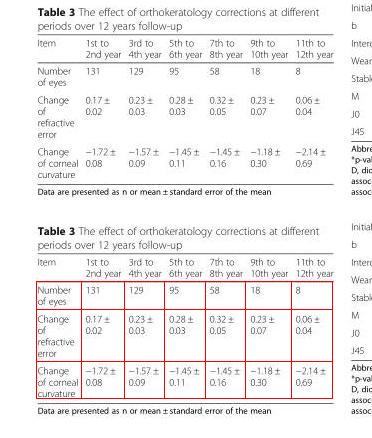 Table 3 The effect of orthokeratology corrections at different
periods over 12 years follow-up
Item 1st to 3rd to 5th to 7th to 9th to 11th to
2nd year 4th year 6th year 8th year 10th year 12th year
Number 131 129 95 58 18 8
of eyes
Change 0.17 ± 0.23 ± 0.28 ± 0.32 ± 0.23 ± 0.06 ±
of 0.02 0.03 0.03 0.05 0.07 0.04
refractive
error
Change −1.72 ± −1.57 ± −1.45 ± −1.45 ± −1.18 ± −2.14 ±
of corneal 0.08 0.09 0.11 0.16 0.30 0.69
curvature
Data are presented as n or mean ± standard error of the mean
Initial
b
Interc
Wear
Stabl
M
J0
J45
Abbre
*p-val
D, dio
assoc
assoc
Table 3 The effect of orthokeratology corrections at different
periods over 12 years follow-up
Item 1st to 3rd to 5th to 7th to 9th to 11th to
2nd year 4th year 6th year 8th year 10th year 12th year
Number 131 129 95 58 18 8
of eyes
Change 0.17 ± 0.23 ± 0.28 ± 0.32 ± 0.23 ± 0.06 ±
of 0.02 0.03 0.03 0.05 0.07 0.04
refractive
error
Change −1.72 ± −1.57 ± −1.45 ± −1.45 ± −1.18 ± −2.14 ±
of corneal 0.08 0.09 0.11 0.16 0.30 0.69
curvature
Data are presented as n or mean ± standard error of the mean
Initial
b
Interc
Wear
Stabl
M
J0
J45
Abbre
*p-val
D, dio
assoc
assoc